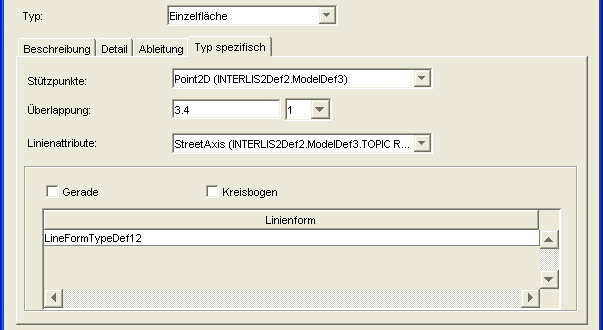 Typ: Einzelfläche
Beschreibung Detail Ableitung Typ spezifisch
Stützpunkte: Point2D (INTERLIS2Def2.ModelDef3)
Überlappung: 3.4 1
Linienattribute: StreetAxis (INTERLIS2Def2.ModelDef3.TOPIC R...
Gerade Kreisbogen
Linienform
LineFormTypeDef12